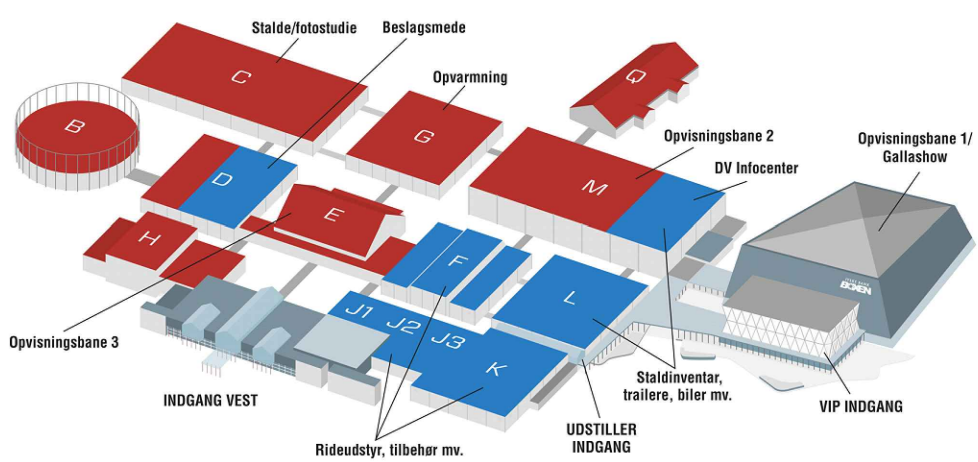 Stalde/fotostudie
Beslagsmede
Opvarmning
C
Q
B
G
Opvisningsbane 2
Opvisningsbane 1/
Gallashow
DV Infocenter
D
M
E
H
F
BOXEN
L
J1
J2
J3
K
Opvisningsbane 3
Staldinventar,
trailere, biler mv.
INDGANG VEST
VIP INDGANG
UDSTILLER
INDGANG
Rideudstyr, tilbehør mv.